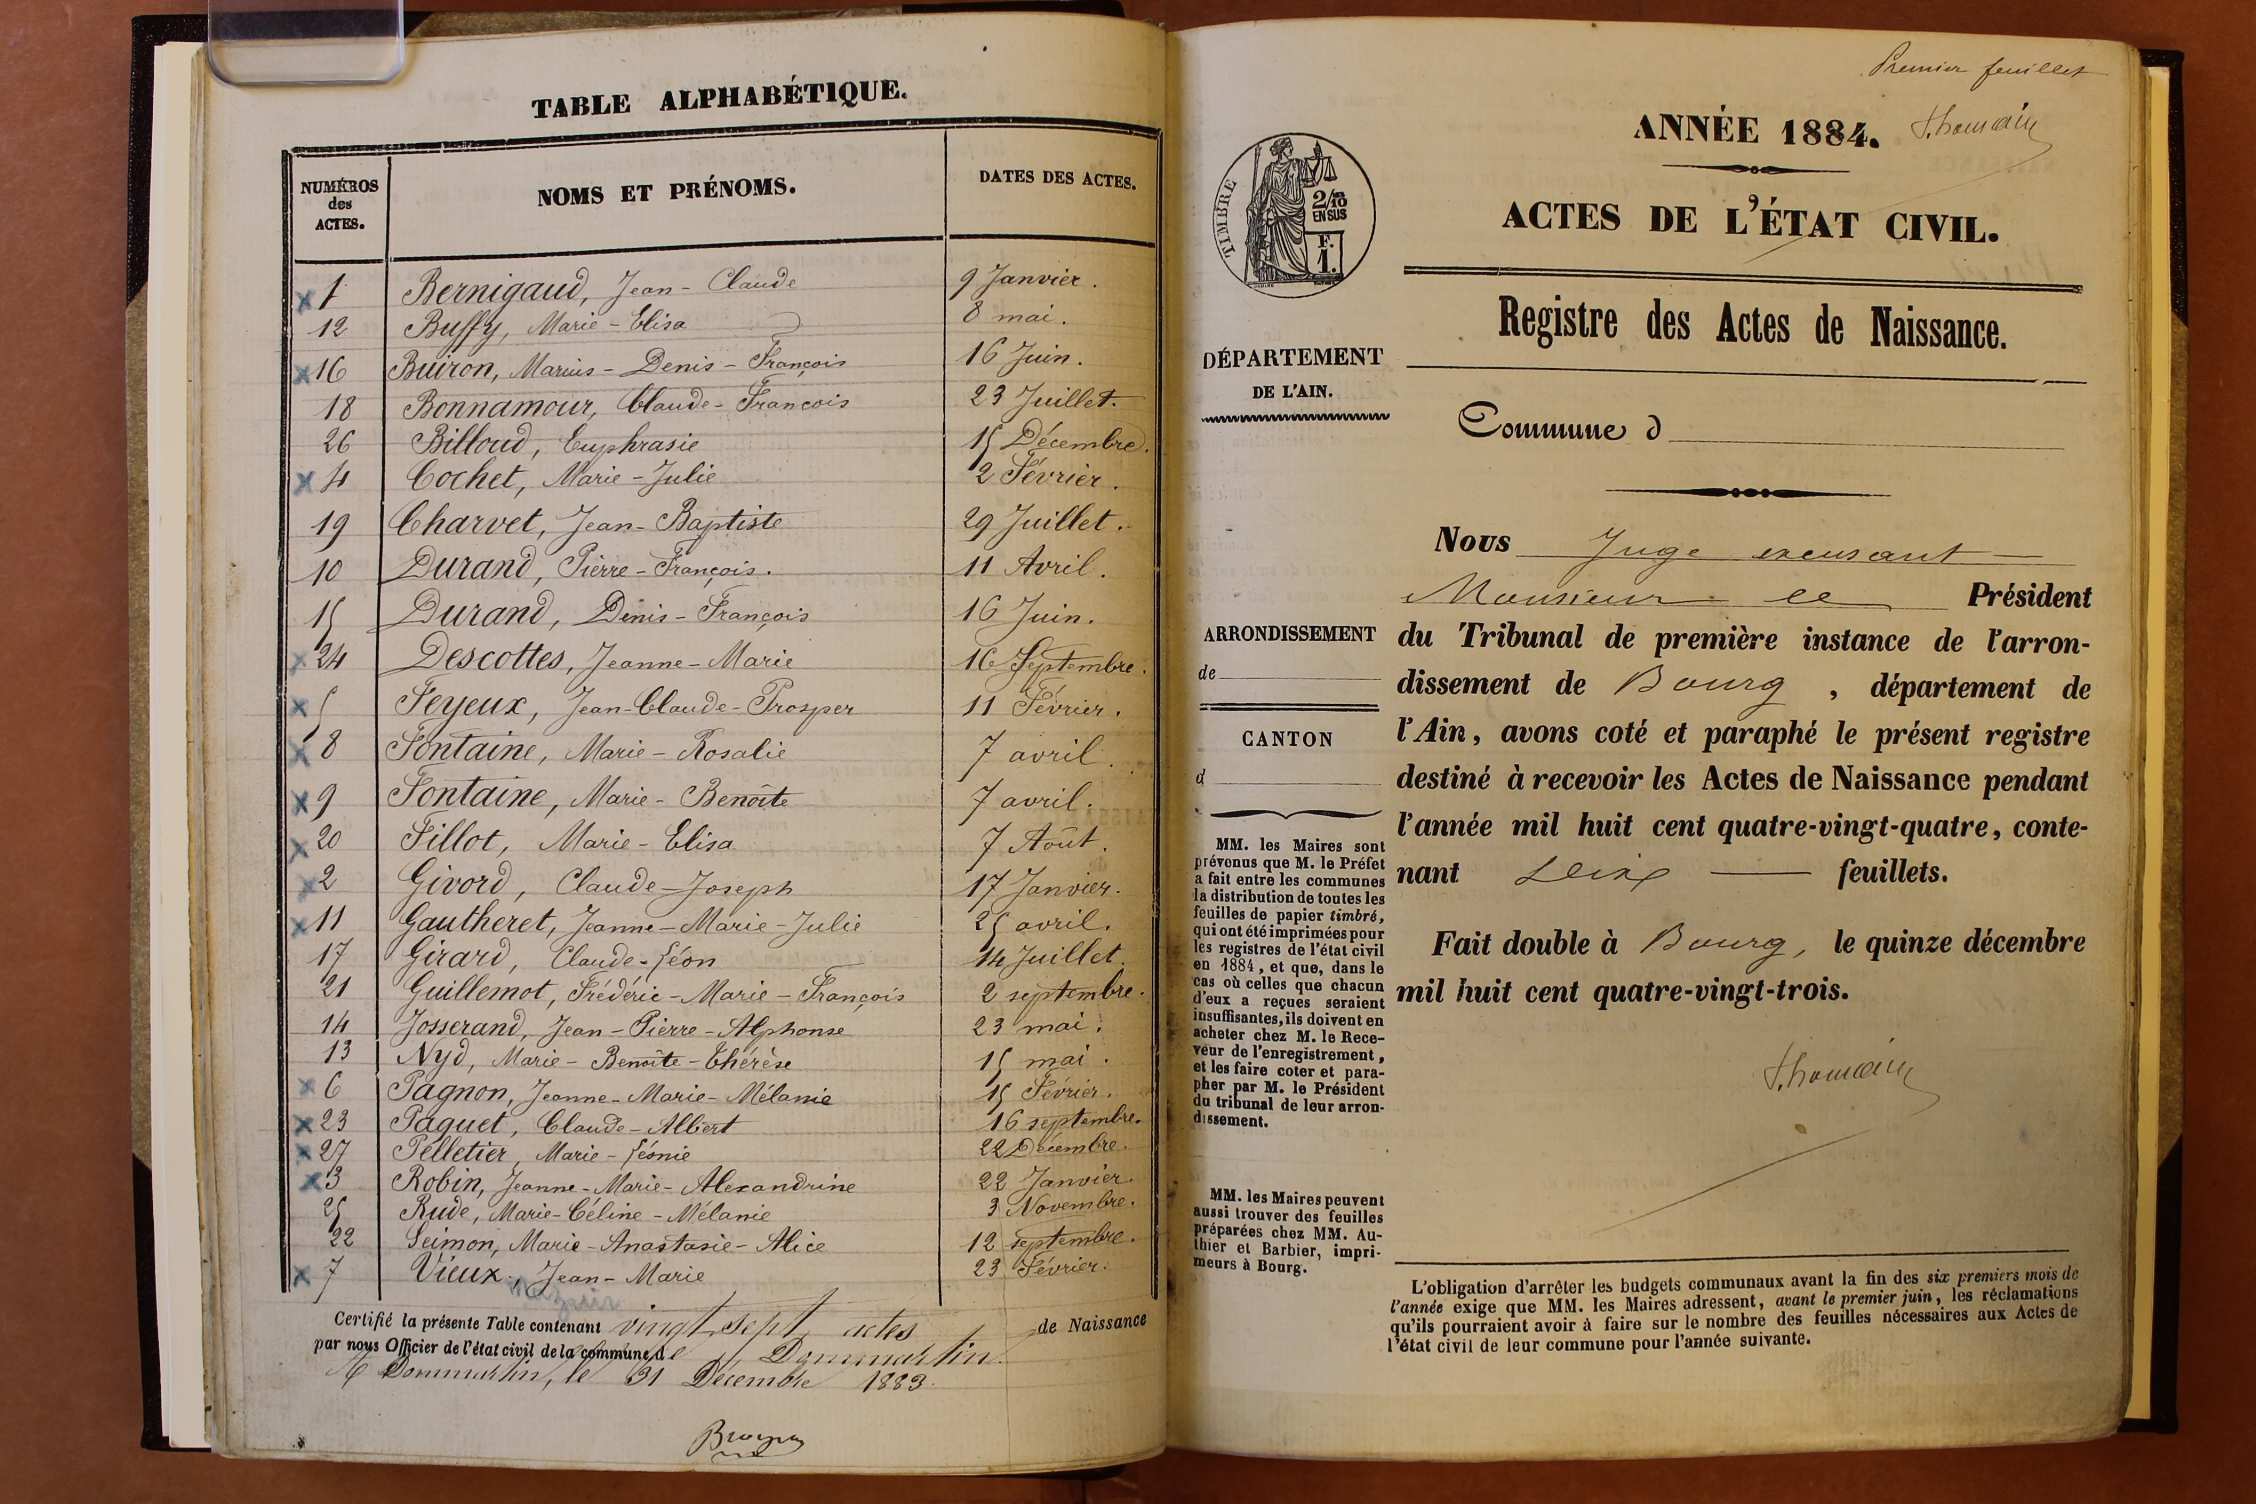 TABLE ALPHABÉTIQUE.
NUMÉROS des ACTES.
NOMS ET PRÉNOMS.
DATES DES ACTES.
x 1 Bernigaud, Jean-Claude 9 Janvier.
12 Buffy, Marie-Elisa 8 mai.
x 16 Buiron, Marius-Denis-François 16 Juin.
18 Bonnamour, Claude-François 23 Juillet.
26 Billoud, Euphrasie 15 Décembre.
x 4 Cochet, Marie-Julie 2 Février.
19 Charvet, Jean-Baptiste 29 Juillet.
10 Durand, Pierre-François. 11 Avril.
15 Durand, Denis-François 16 Juin.
x 24 Descottes, Jeanne-Marie 16 Septembre.
x 5 Feyeux, Jean-Claude-Prosper 11 Février.
x 8 Fontaine, Marie-Rosalie 7 avril.
x 9 Fontaine, Marie-Benoîte 7 avril.
x 20 Fillot, Marie-Elisa 7 Août.
x 2 Givord, Claude-Joseph 17 Janvier.
x 11 Gautheret, Jeanne-Marie-Julie 25 avril.
17 Girard, Claude-Léon 14 Juillet.
21 Guillemot, Frédéric-Marie-François 2 septembre.
14 Josserand, Jean-Pierre-Alphonse 23 mai.
13 Nyd, Marie-Benoîte-Thérèse 15 mai.
x 6 Pagnon, Jeanne-Marie-Mélanie 15 Février.
x 23 Paquet, Claude-Albert 16 septembre.
x 27 Pelletier, Marie-Léonie 22 Décembre.
x 3 Robin, Jeanne-Marie-Alexandrine 22 Janvier.
25 Rude, Marie-Céline-Mélanie 3 Novembre.
22 Seimon, Marie-Anastasie-Alice 12 septembre.
x 7 Vieux, Jean-Marie 23 Février.
Certifié la présente Table contenant vingt sept actes de Naissance
par nous Officier de l'état civil de la commune de Dommartin.
A Dommartin, le 31 Décembre 1883.
Premier feuillet
ANNÉE 1884.
ACTES DE L'ÉTAT CIVIL.
TIMBRE
2/10
EN SUS
F.
1.
Registre des Actes de Naissance.
DÉPARTEMENT
DE L'AIN.
Commune d
ARRONDISSEMENT
de
CANTON
d
MM. les Maires sont
prévenus que M. le Préfet
a fait entre les communes
la distribution de toutes les
feuilles de papier timbré,
qui ont été imprimées pour
les registres de l'état civil
en 1884, et que, dans le
cas où celles que chacun
d'eux a reçues seraient
insuffisantes, ils doivent en
acheter chez M. le Rece-
veur de l'enregistrement,
et les faire coter et para-
pher par M. le Président
du tribunal de leur arron-
dissement.
MM. les Maires peuvent
aussi trouver des feuilles
préparées chez MM. Au-
thier et Barbier, impri-
meurs à Bourg.
Nous Juge excusant
Monsieur le Président
du Tribunal de première instance de l'arron-
dissement de Bourg, département de
l'Ain, avons coté et paraphé le présent registre
destiné à recevoir les Actes de Naissance pendant
l'année mil huit cent quatre-vingt-quatre, conte-
nant feuillets.
Fait double à Bourg, le quinze décembre
mil huit cent quatre-vingt-trois.
L'obligation d'arrêter les budgets communaux avant la fin des six premiers mois de
l'année exige que MM. les Maires adressent, avant le premier juin, les réclamations
qu'ils pourraient avoir à faire sur le nombre des feuilles nécessaires aux Actes de
l'état civil de leur commune pour l'année suivante.